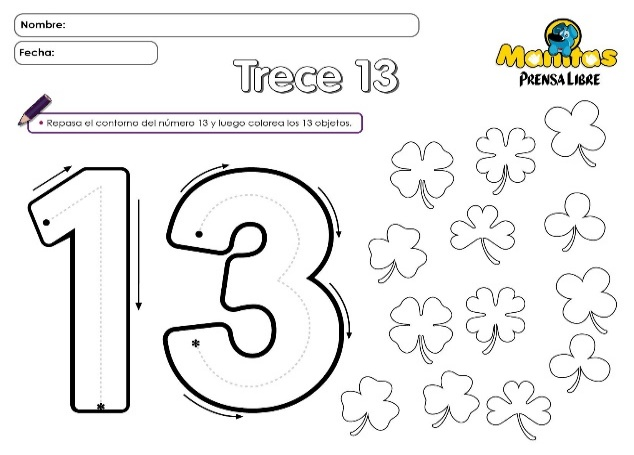 Nombre:
Fecha:
Manitas
PRENSA LIBRE
Trece 13
• Repasa el contorno del número 13 y luego colorea los 13 objetos.
13